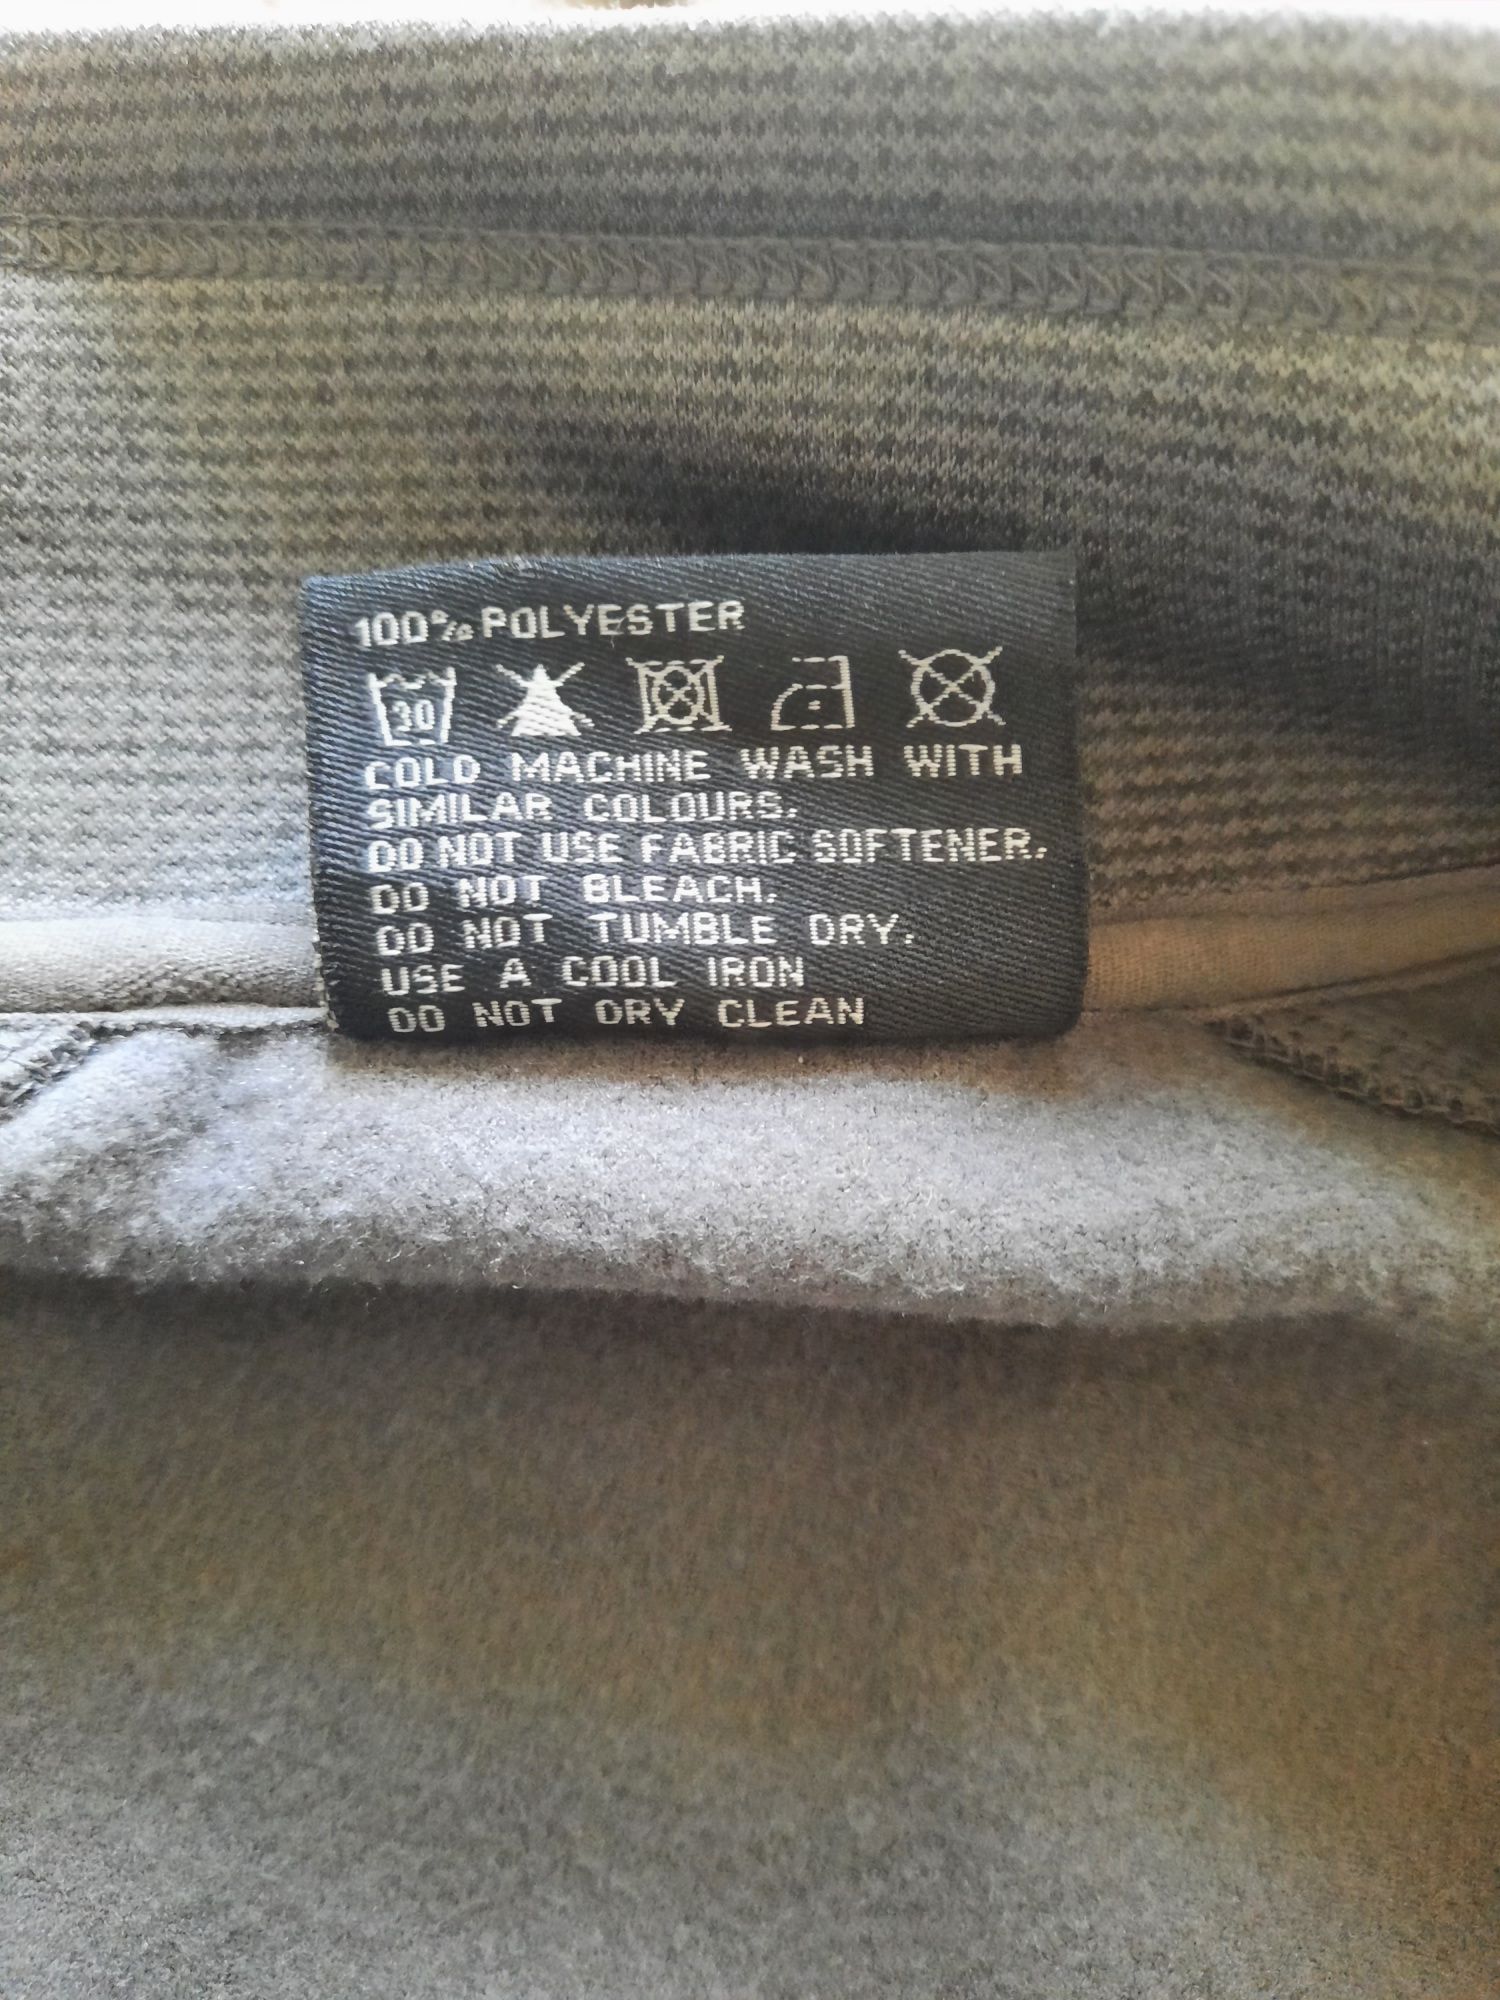 100% POLYESTER
30
COLD MACHINE WASH WITH
SIMILAR COLOURS.
DO NOT USE FABRIC SOFTENER.
DO NOT BLEACH.
DO NOT TUMBLE DRY.
USE A COOL IRON
DO NOT DRY CLEAN